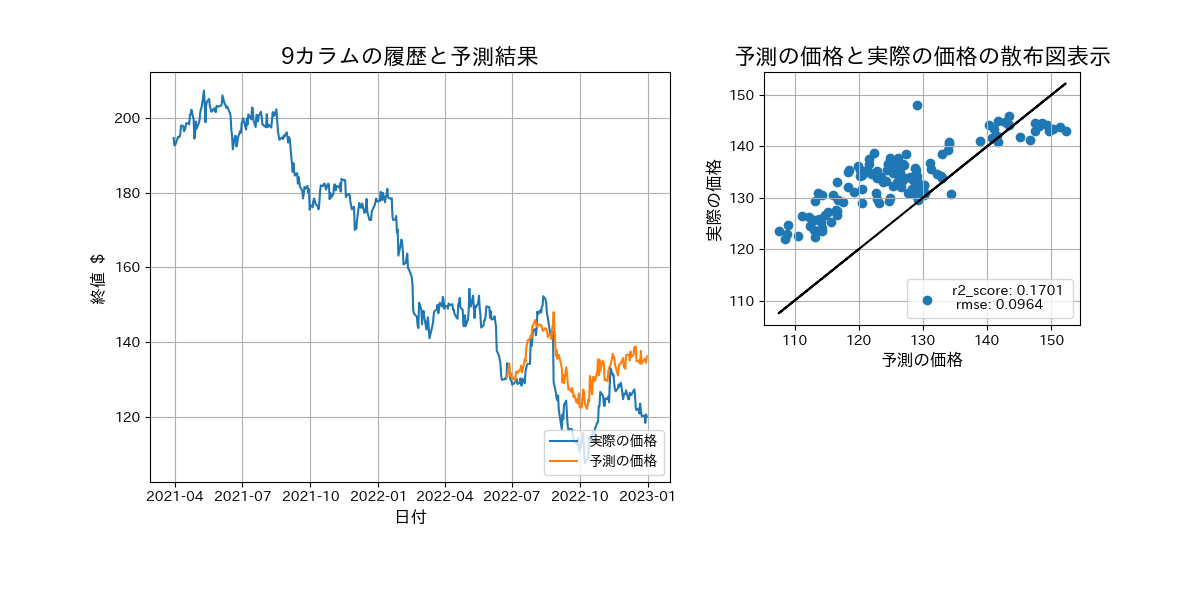 9カラムの履歴と予測結果
終値 $
200
180
160
140
120
2021-04 2021-07 2021-10 2022-01 2022-04 2022-07 2022-10 2023-01
日付
実際の価格
予測の価格
予測の価格と実際の価格の散布図表示
実際の価格
150
140
130
120
110
110 120 130 140 150
予測の価格
r2_score: 0.1701
rmse: 0.0964